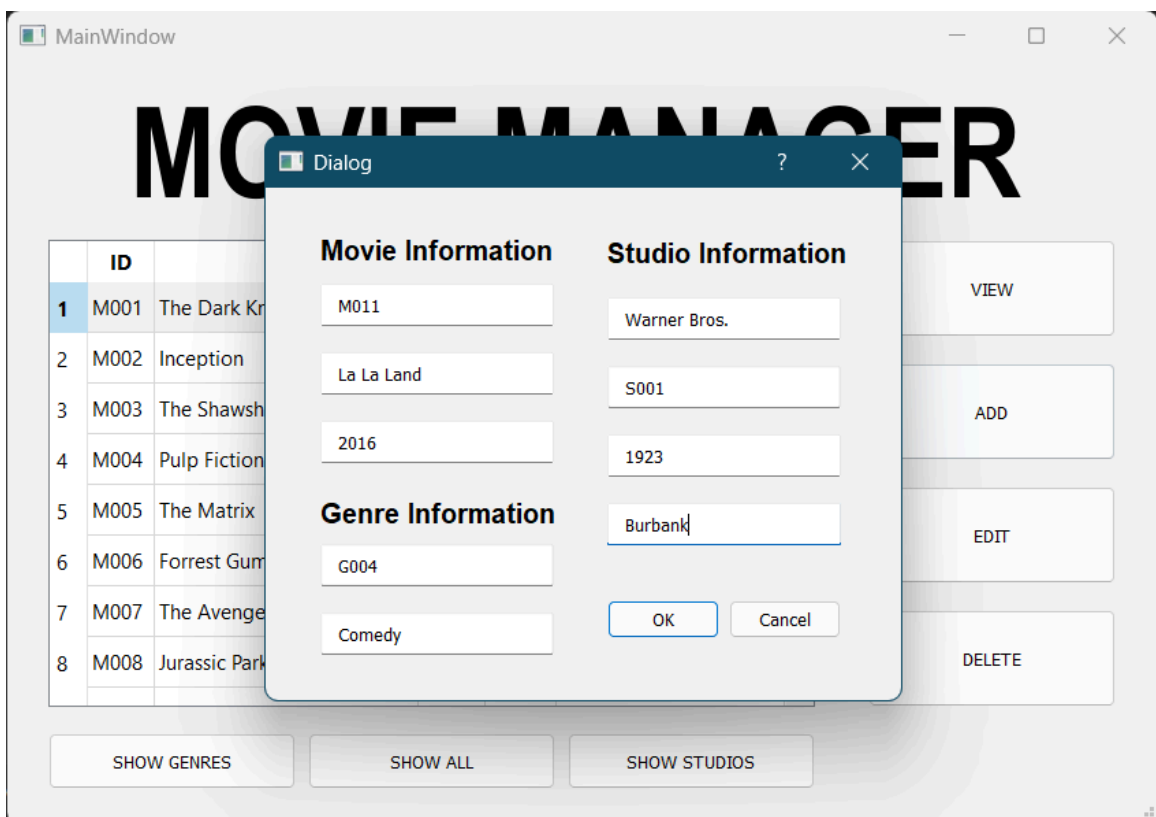 MainWindow
MOVIE MANAGER
Dialog
?
Movie Information
M011
La La Land
2016
Genre Information
G004
Comedy
Studio Information
Warner Bros.
S001
1923
Burbank
OK
Cancel
ID
1 M001 The Dark Kr
2 M002 Inception
3 M003 The Shawsh
4 M004 Pulp Fiction
5 M005 The Matrix
6 M006 Forrest Gum
7 M007 The Avenge
8 M008 Jurassic Park
VIEW
ADD
EDIT
DELETE
SHOW GENRES
SHOW ALL
SHOW STUDIOS